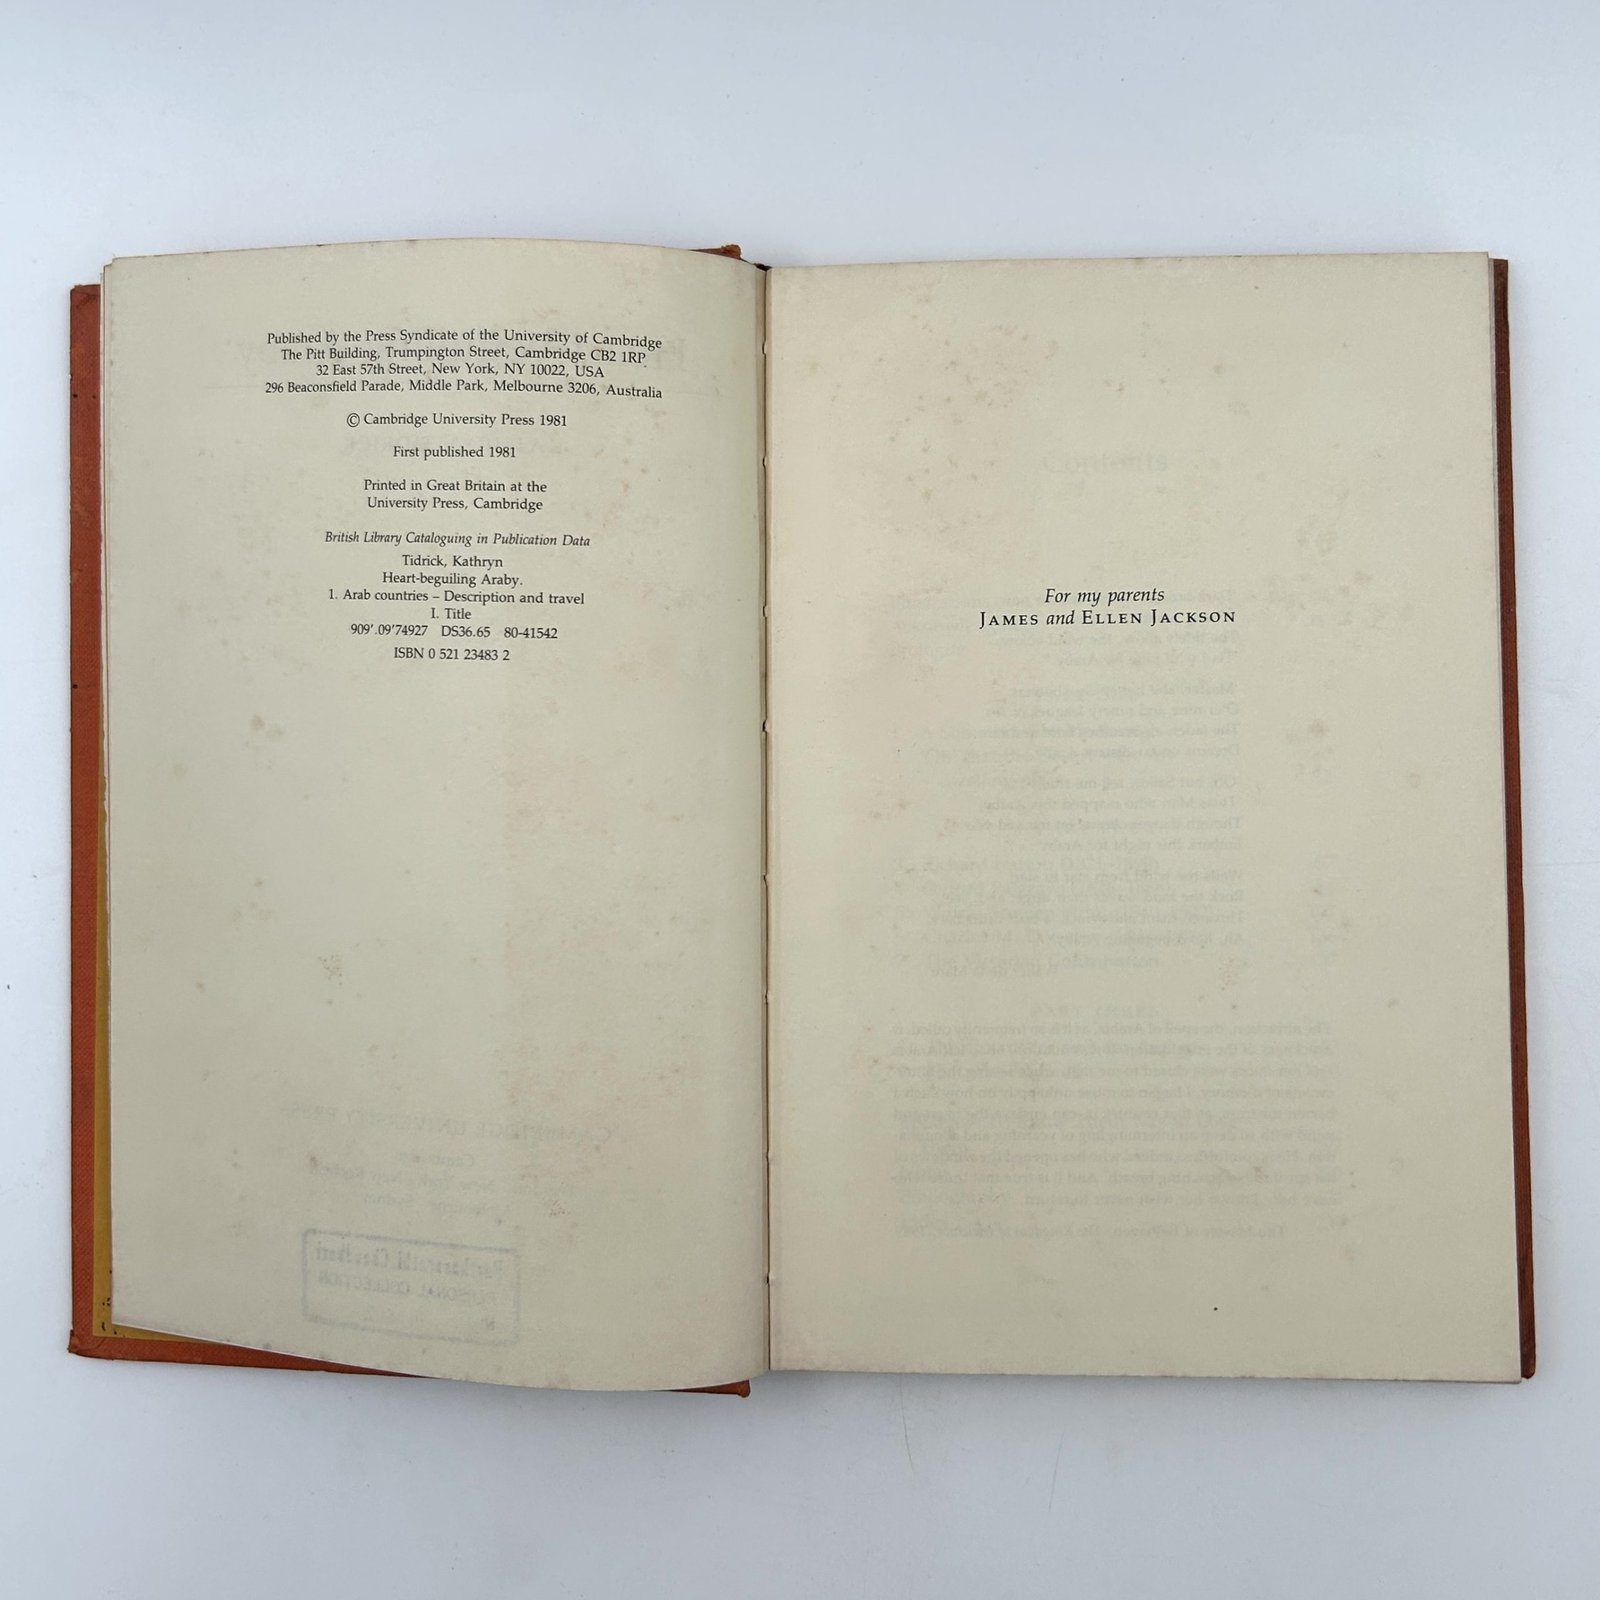 Published by the Press Syndicate of the University of Cambridge
The Pitt Building, Trumpington Street, Cambridge CB2 1RP
32 East 57th Street, New York, NY 10022, USA
296 Beaconsfield Parade, Middle Park, Melbourne 3206, Australia
© Cambridge University Press 1981
First published 1981
Printed in Great Britain at the
University Press, Cambridge
British Library Cataloguing in Publication Data
Tidrick, Kathryn
Heart-beguiling Araby.
1. Arab countries – Description and travel
I. Title
909'.09'74927 DS36.65 80-41542
ISBN 0 521 23483 2
For my parents
JAMES and ELLEN JACKSON